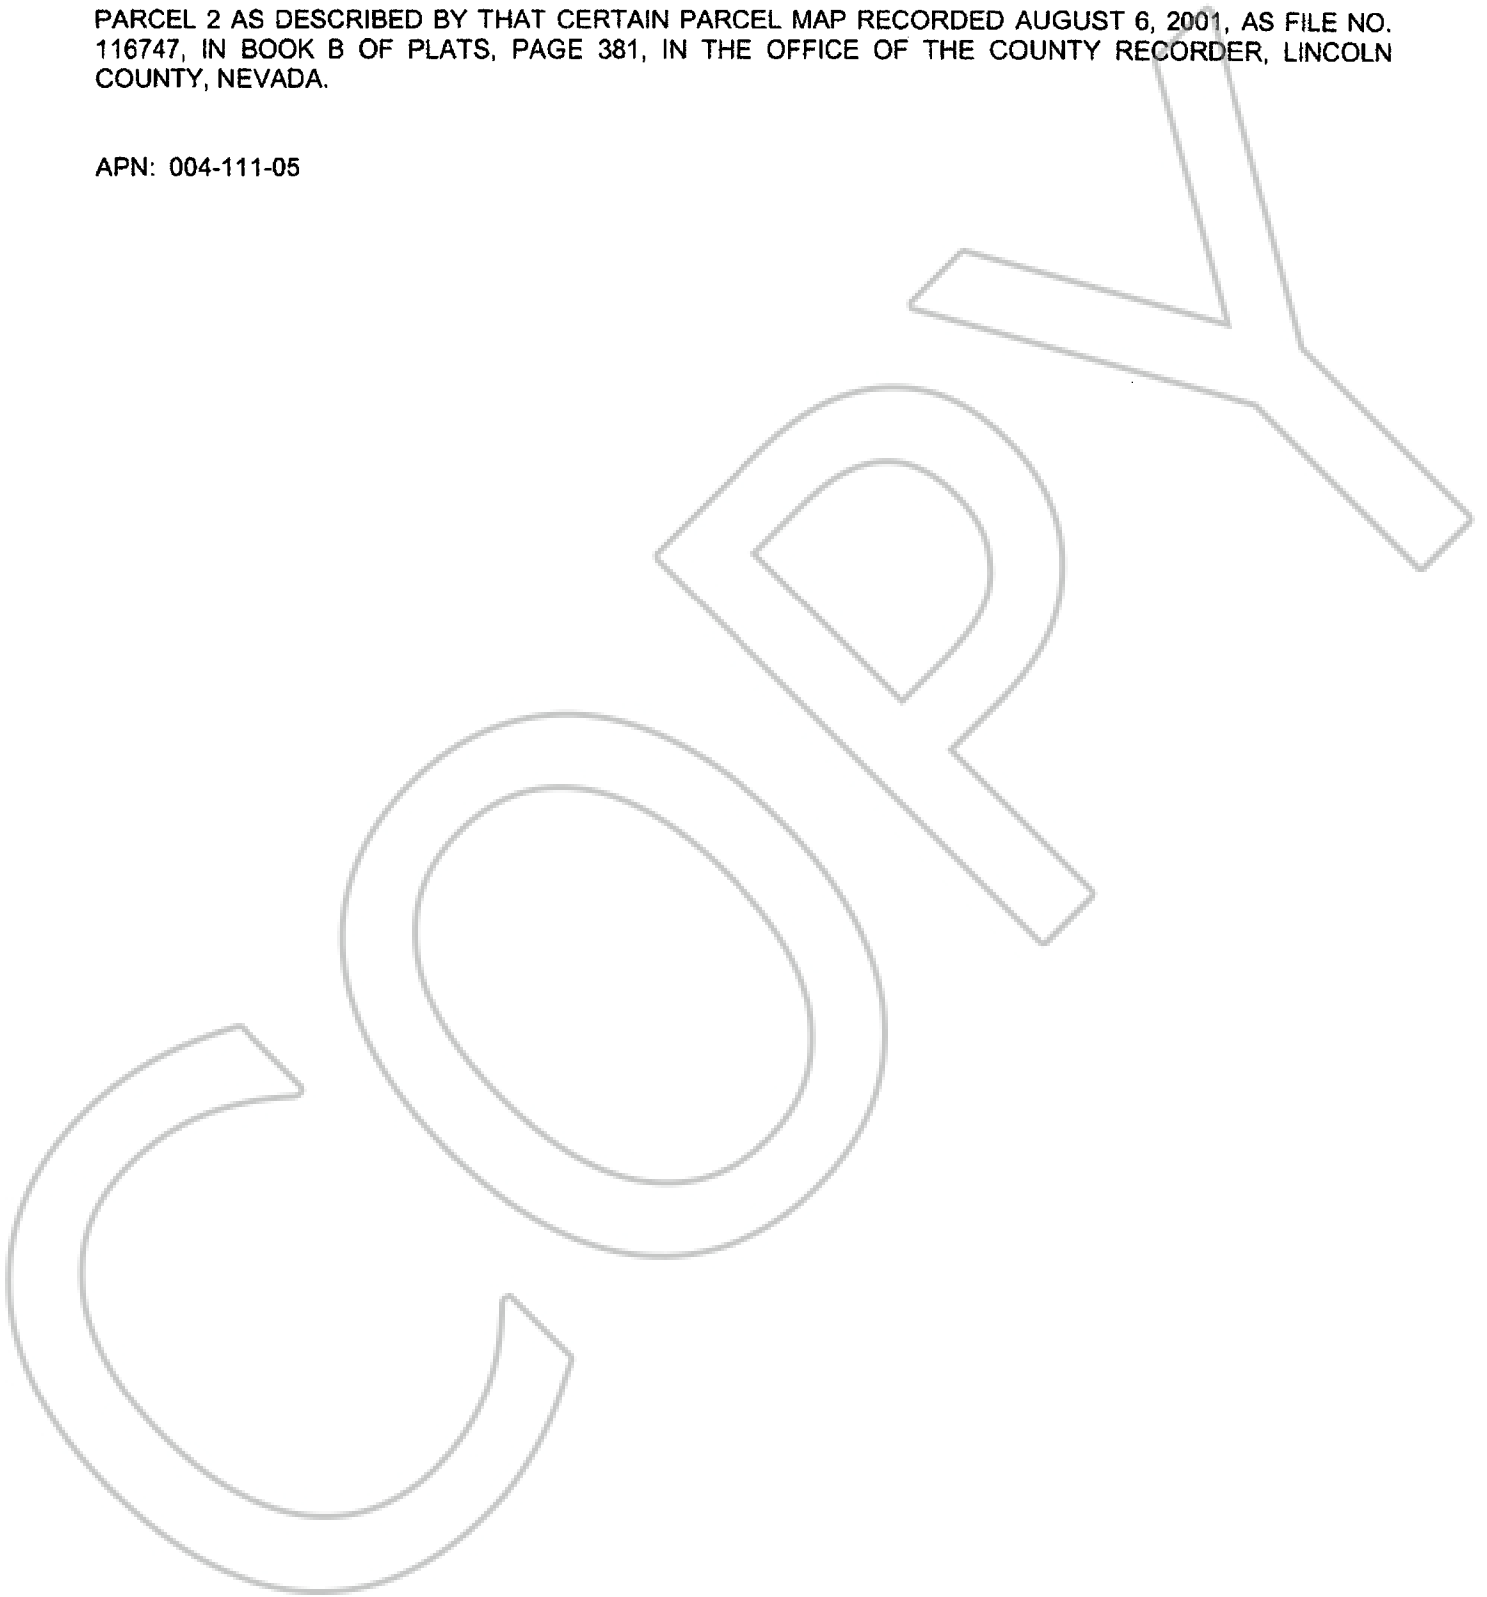 PARCEL 2 AS DESCRIBED BY THAT CERTAIN PARCEL MAP RECORDED AUGUST 6, 2001, AS FILE NO.
116747, IN BOOK B OF PLATS, PAGE 381, IN THE OFFICE OF THE COUNTY RECORDER, LINCOLN
COUNTY, NEVADA.
APN: 004-111-05
COPY